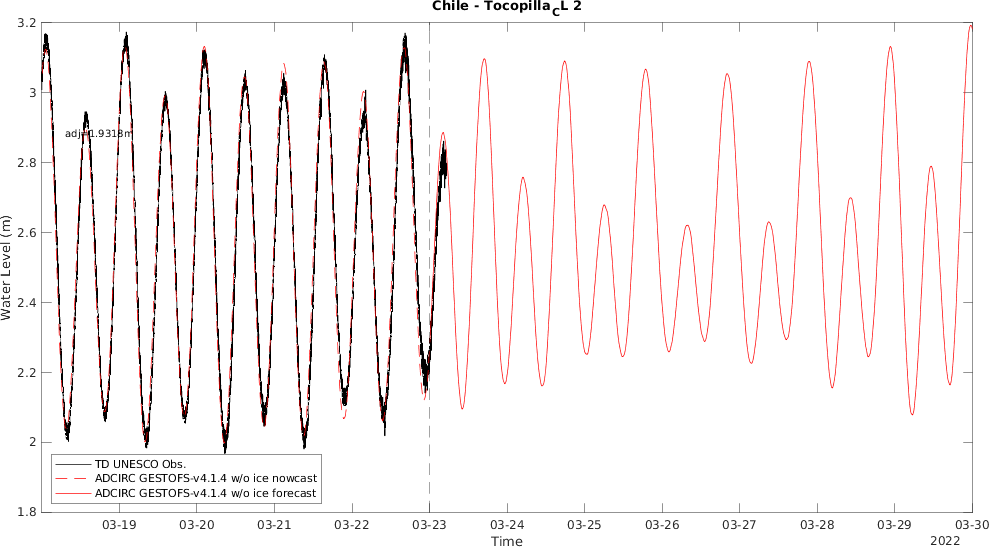 Chile - Tocopilla_CL 2
3.2
3
2.8
2.6
2.4
2.2
2
1.8
Water Level (m)
adj=1.9318m
TD UNESCO Obs.
ADCIRC GESTOFS-v4.1.4 w/o ice nowcast
ADCIRC GESTOFS-v4.1.4 w/o ice forecast
03-19 03-20 03-21 03-22 03-23 03-24 03-25 03-26 03-27 03-28 03-29 03-30
Time
2022